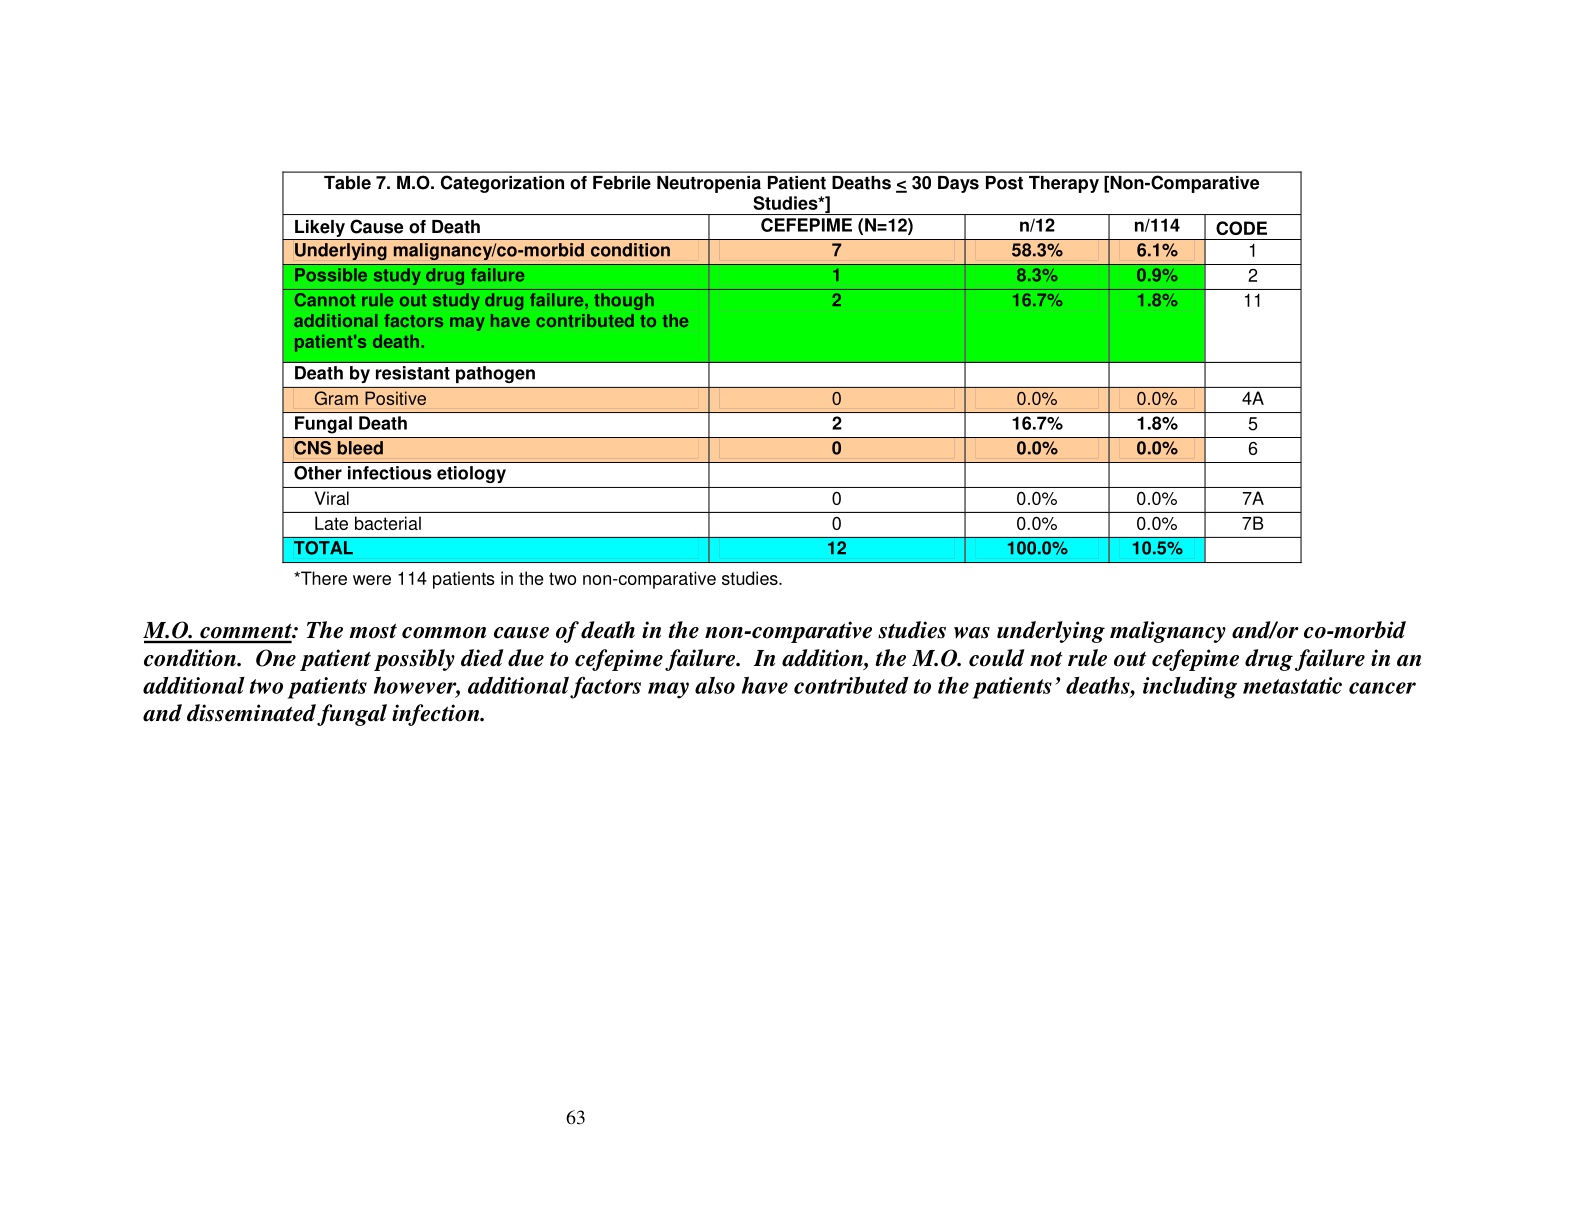 Table 7. M.O. Categorization of Febrile Neutropenia Patient Deaths < 30 Days Post Therapy [Non-Comparative
Studies*]
Likely Cause of Death CEFEPIME (N=12) n/12 n/114 CODE
Underlying malignancy/co-morbid condition 7 58.3% 6.1% 1
Possible study drug failure 1 8.3% 0.9% 2
Cannot rule out study drug failure, though 2 16.7% 1.8% 11
additional factors may have contributed to the
patient's death.
Death by resistant pathogen
Gram Positive 0 0.0% 0.0% 4A
Fungal Death 2 16.7% 1.8% 5
CNS bleed 0 0.0% 0.0% 6
Other infectious etiology
Viral 0 0.0% 0.0% 7A
Late bacterial 0 0.0% 0.0% 7B
TOTAL 12 100.0% 10.5%
*There were 114 patients in the two non-comparative studies.
M.O. comment: The most common cause of death in the non-comparative studies was underlying malignancy and/or co-morbid
condition. One patient possibly died due to cefepime failure. In addition, the M.O. could not rule out cefepime drug failure in an
additional two patients however, additional factors may also have contributed to the patients’ deaths, including metastatic cancer
and disseminated fungal infection.
63